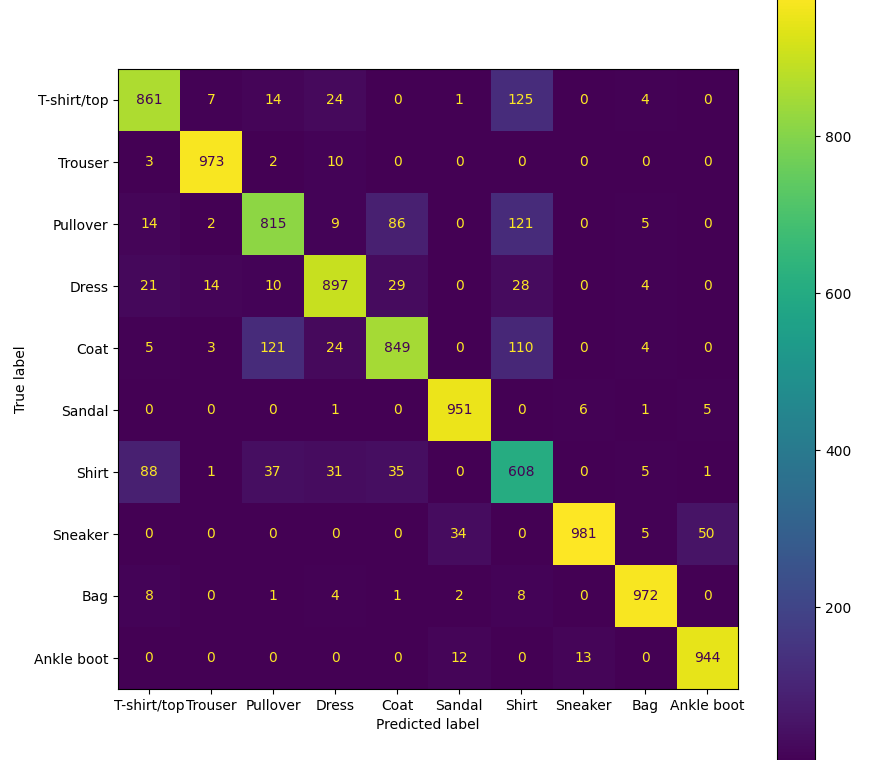 T-shirt/top 861 7 14 24 0 1 125 0 4 0
Trouser 3 973 2 10 0 0 0 0 0 0
Pullover 14 2 815 9 86 0 121 0 5 0
Dress 21 14 10 897 29 0 28 0 4 0
Coat 5 3 121 24 849 0 110 0 4 0
Sandal 0 0 0 1 0 951 0 6 1 5
Shirt 88 1 37 31 35 0 608 0 5 1
Sneaker 0 0 0 0 0 34 0 981 5 50
Bag 8 0 1 4 1 2 8 0 972 0
Ankle boot 0 0 0 0 0 12 0 13 0 944
T-shirt/top Trouser Pullover Dress Coat Sandal Shirt Sneaker Bag Ankle boot
Predicted label
True label
800
600
400
200